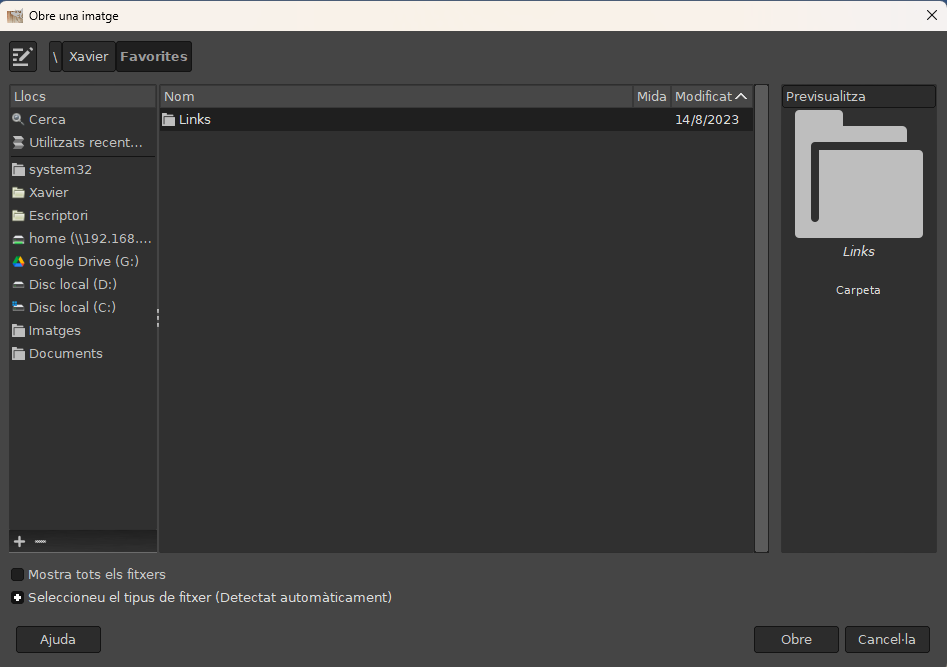 Obre una imatge
\ Xavier Favorites
Llocs
Cerca
Utilitzats recent...
system32
Xavier
Escriptori
home (\\192.168....
Google Drive (G:)
Disc local (D:)
Disc local (C:)
Imatges
Documents
Nom Mida Modificat
Links 14/8/2023
Previsualitza
Links
Carpeta
Mostra tots els fitxers
Seleccioneu el tipus de fitxer (Detectat automàticament)
Ajuda Obre Cancel·la